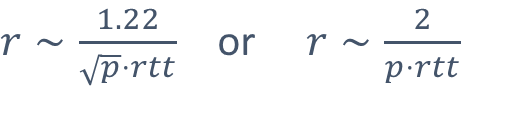 r ~ 1.22 / √p·rtt or r ~ 2 / p·rtt